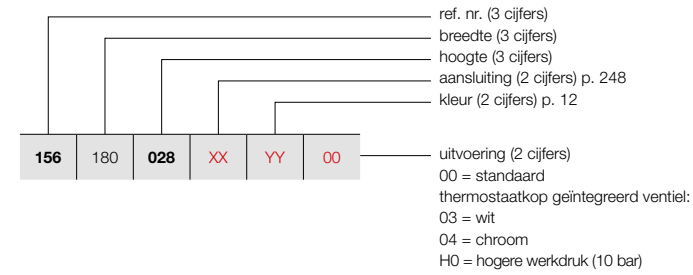 ref. nr. (3 cijfers)
breedte (3 cijfers)
hoogte (3 cijfers)
aansluiting (2 cijfers) p. 248
kleur (2 cijfers) p. 12
156 180 028 XX YY 00
uitvoering (2 cijfers)
00 = standaard
thermostaatkop geïntegreerd ventiel:
03 = wit
04 = chroom
H0 = hogere werkdruk (10 bar)